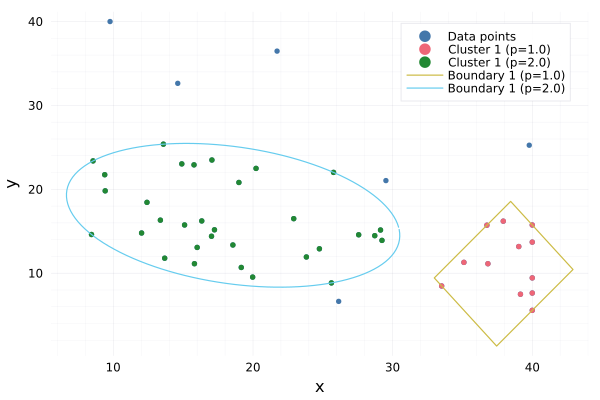 40
30
20
10
y
10
20
30
40
x
Data points
Cluster 1 (p=1.0)
Cluster 1 (p=2.0)
Boundary 1 (p=1.0)
Boundary 1 (p=2.0)